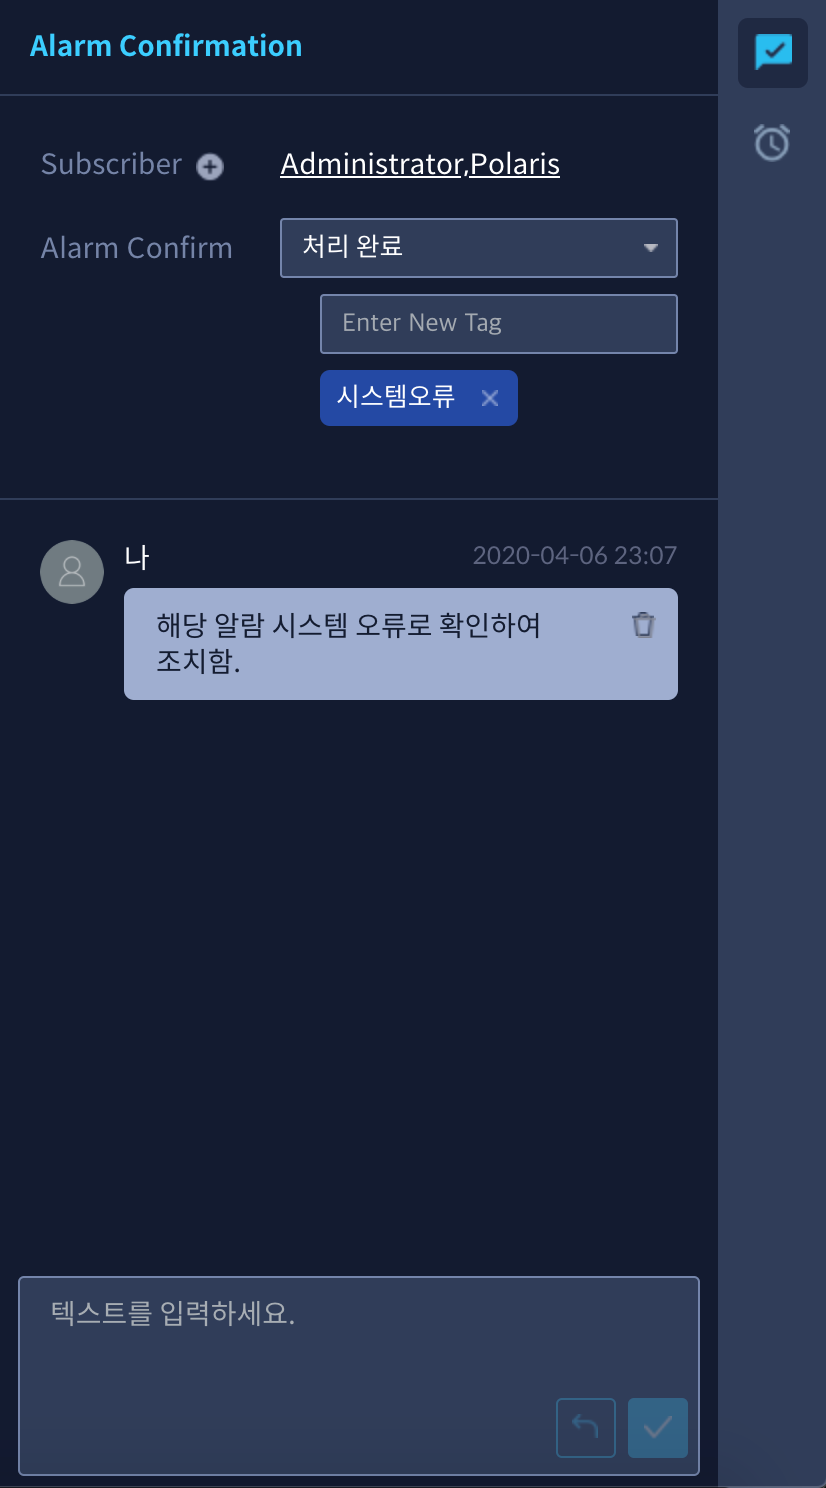 Alarm Confirmation
Subscriber Administrator,Polaris
Alarm Confirm 처리 완료
Enter New Tag
시스템오류
나 2020-04-06 23:07
해당 알람 시스템 오류로 확인하여
조치함.
텍스트를 입력하세요.